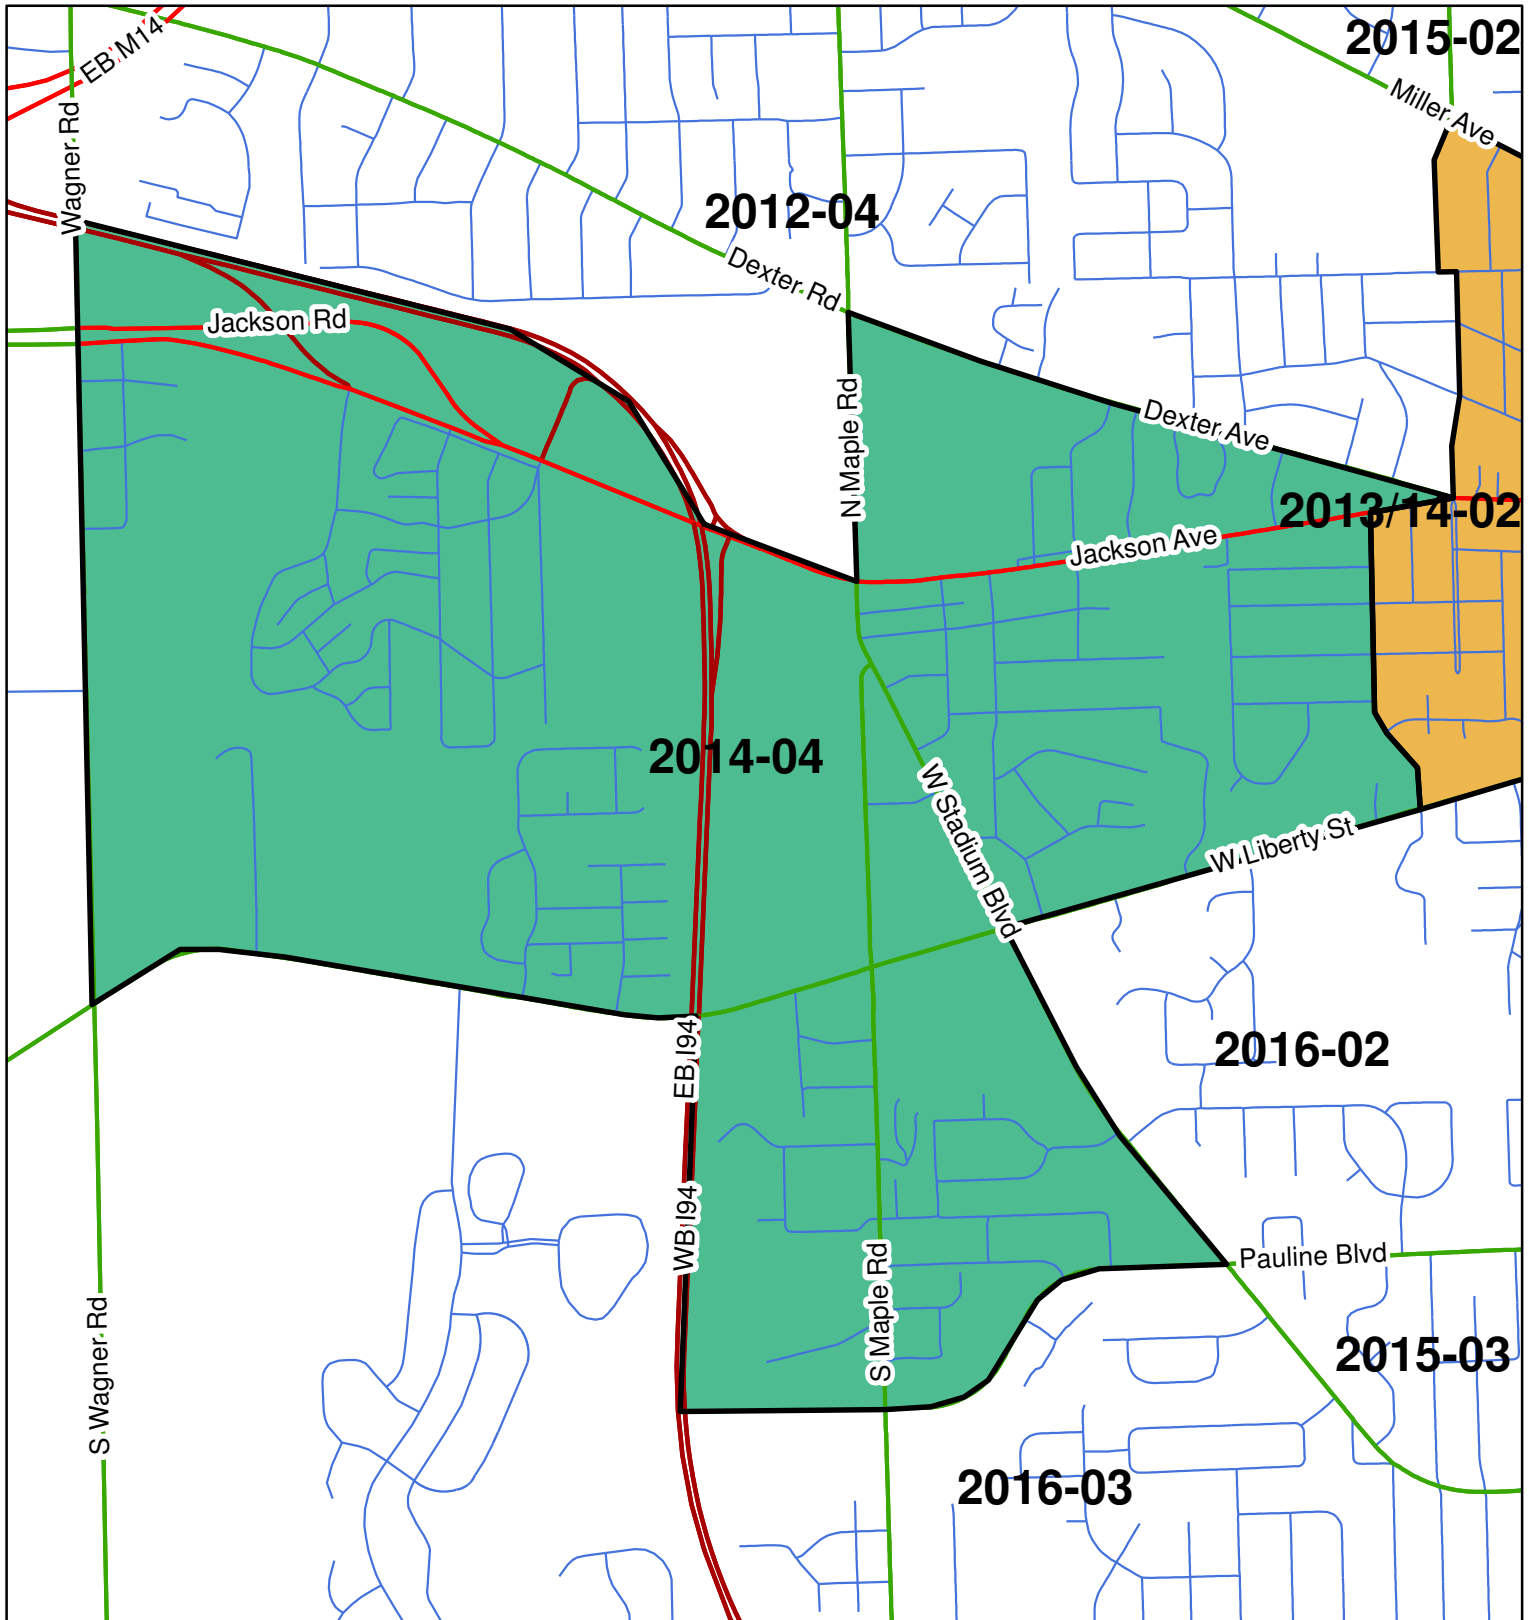 2015-02
EB M14
Miller Ave
Wagner Rd
2012-04
Dexter Rd
Jackson Rd
N Maple Rd
Dexter Ave
2013/14-02
Jackson Ave
2014-04
W Stadium Blvd
W Liberty St
EB I94
2016-02
WB I94
S Maple Rd
Pauline Blvd
S Wagner Rd
2015-03
2016-03